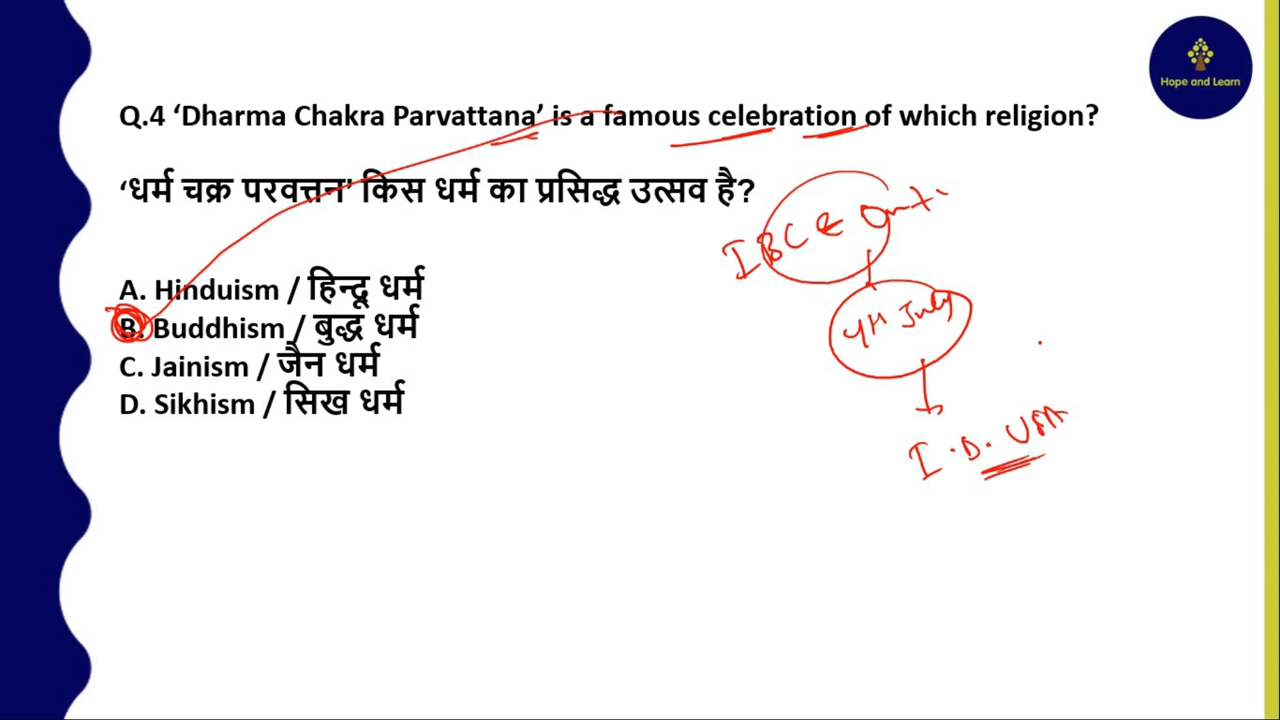 Hope and Learn
Q.4 ‘Dharma Chakra Parvattana’ is a famous celebration of which religion?
‘धर्म चक्र परवत्तन’ किस धर्म का प्रसिद्ध उत्सव है?
IBC &
4th July
I.D. USA
A. Hinduism / हिन्दू धर्म
B. Buddhism / बुद्ध धर्म
C. Jainism / जैन धर्म
D. Sikhism / सिख धर्म